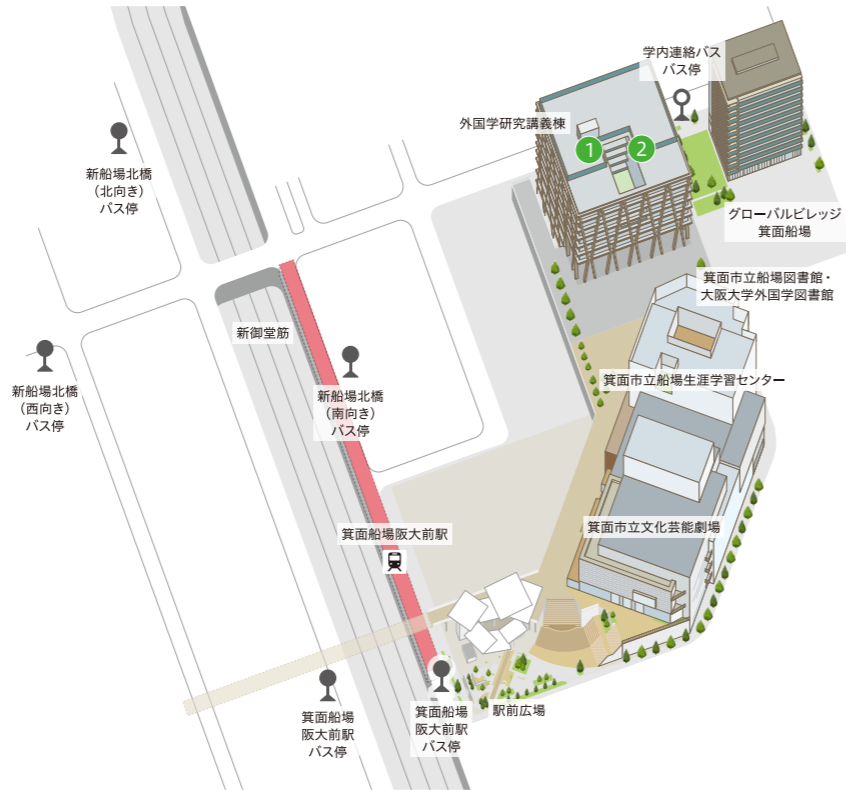 学内連絡バス
バス停
外国学研究講義棟
1
2
新船場北橋
(北向き)
バス停
グローバルビレッジ
箕面船場
箕面市立船場図書館・
大阪大学外国学図書館
新御堂筋
新船場北橋
(西向き)
バス停
新船場北橋
(南向き)
バス停
箕面市立船場生涯学習センター
箕面船場阪大前駅
箕面市立文化芸能劇場
箕面船場
阪大前駅
バス停
箕面船場
阪大前駅
バス停
駅前広場